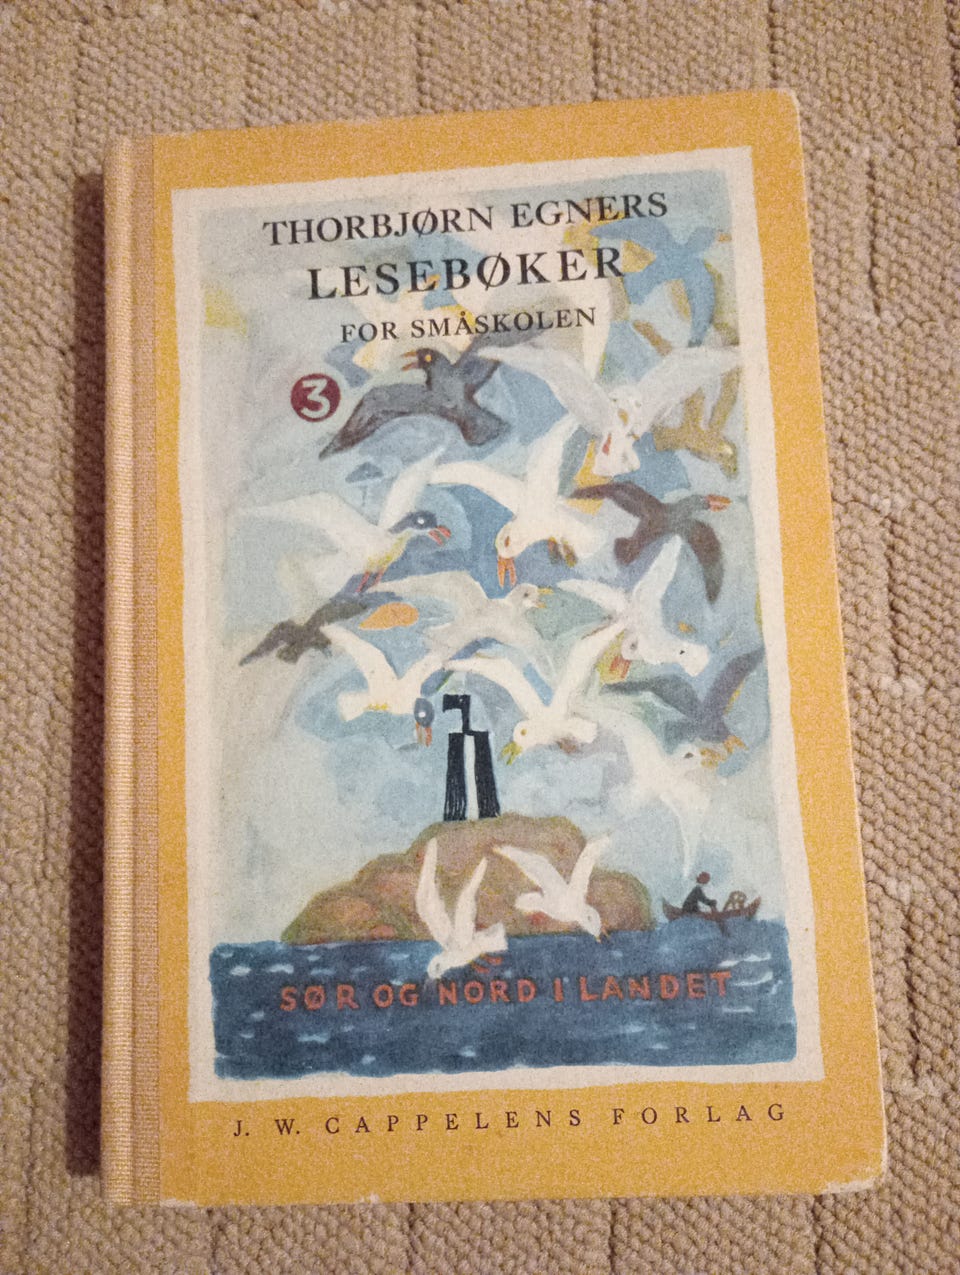 THORBJØRN EGNERS
LESEBØKER
FOR SMÅSKOLEN
3
SØR OG NORD I LANDET
J. W. CAPPELENS FORLAG